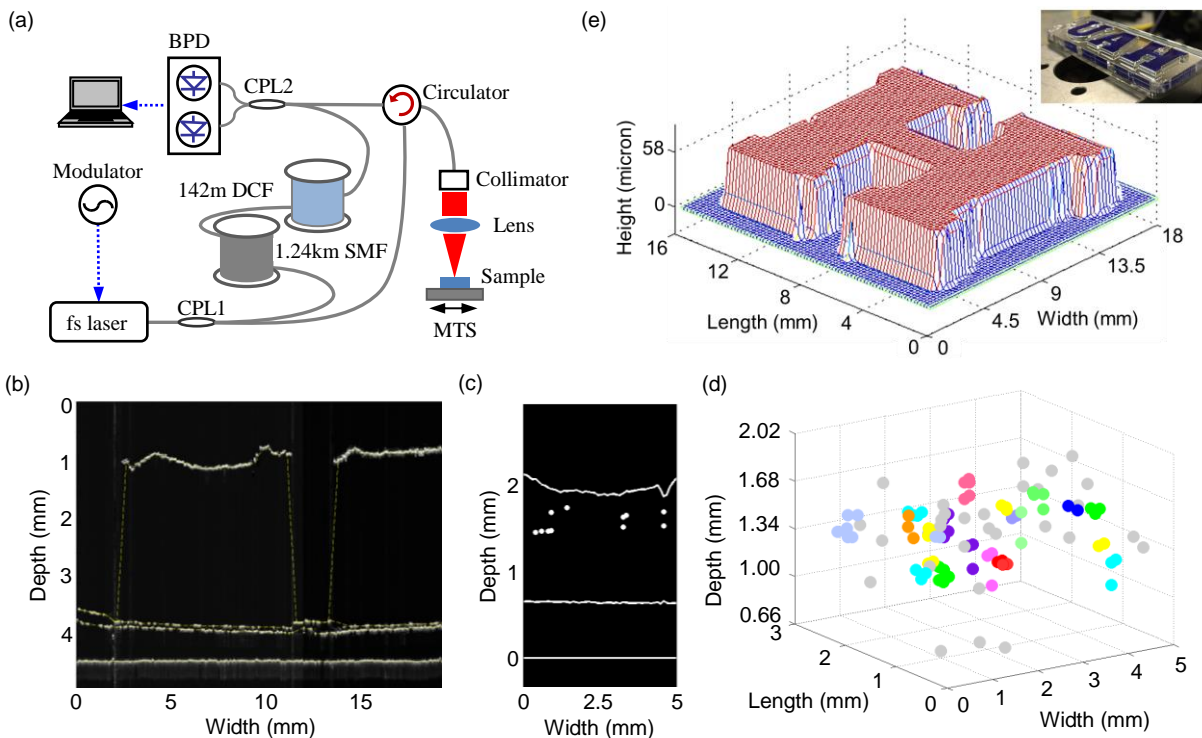 (a)
BPD
CPL2
Circulator
Modulator
142m DCF
Collimator
Lens
1.24km SMF
Sample
fs laser
CPL1
MTS
(e)
UAH
Height (micron)
58
0
16
12
8
4
0
Length (mm)
0
4.5
9
13.5
18
Width (mm)
(b)
Depth (mm)
0
1
2
3
4
0
5
10
15
Width (mm)
(c)
Depth (mm)
2
1
0
0
2.5
5
Width (mm)
(d)
Depth (mm)
2.02
1.68
1.34
1.00
0.66
3
2
1
0
Length (mm)
0
1
2
3
4
5
Width (mm)